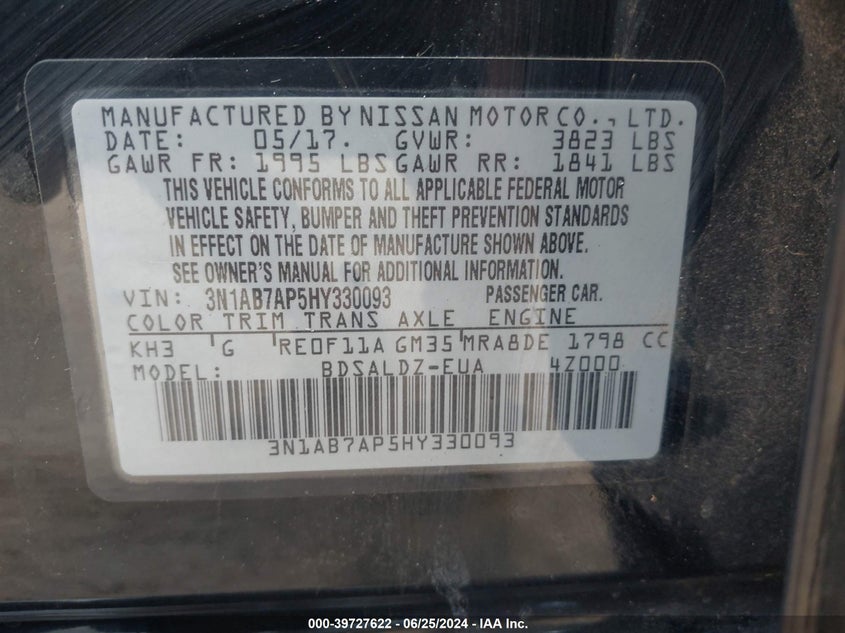 MANUFACTURED BY NISSAN MOTOR CO., LTD.
DATE: 05/17. GVWR: 3823 LBS
GAWR FR: 1995 LBS GAWR RR: 1841 LBS
THIS VEHICLE CONFORMS TO ALL APPLICABLE FEDERAL MOTOR
VEHICLE SAFETY, BUMPER AND THEFT PREVENTION STANDARDS
IN EFFECT ON THE DATE OF MANUFACTURE SHOWN ABOVE.
SEE OWNER'S MANUAL FOR ADDITIONAL INFORMATION.
VIN: 3N1AB7AP5HY330093 PASSENGER CAR.
COLOR TRIM TRANS AXLE ENGINE
KH3 G RE0F11A GM35 MRA8DE 1798 CC
MODEL: BDSALDZ-EUA 4Z000
3N1AB7AP5HY330093
000-39727622 - 06/25/2024 - IAA Inc.